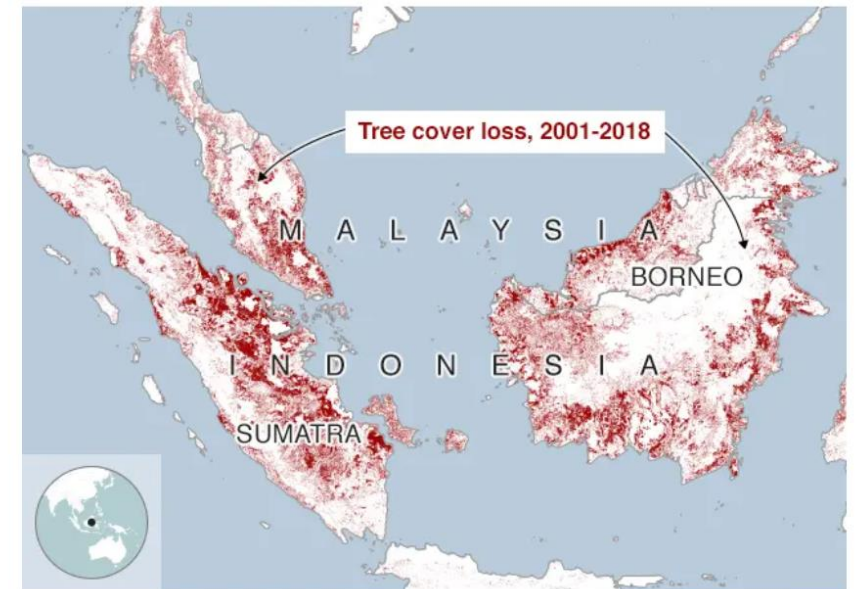 Tree cover loss, 2001-2018
MALAYSIA
BORNEO
INDONESIA
SUMATRA